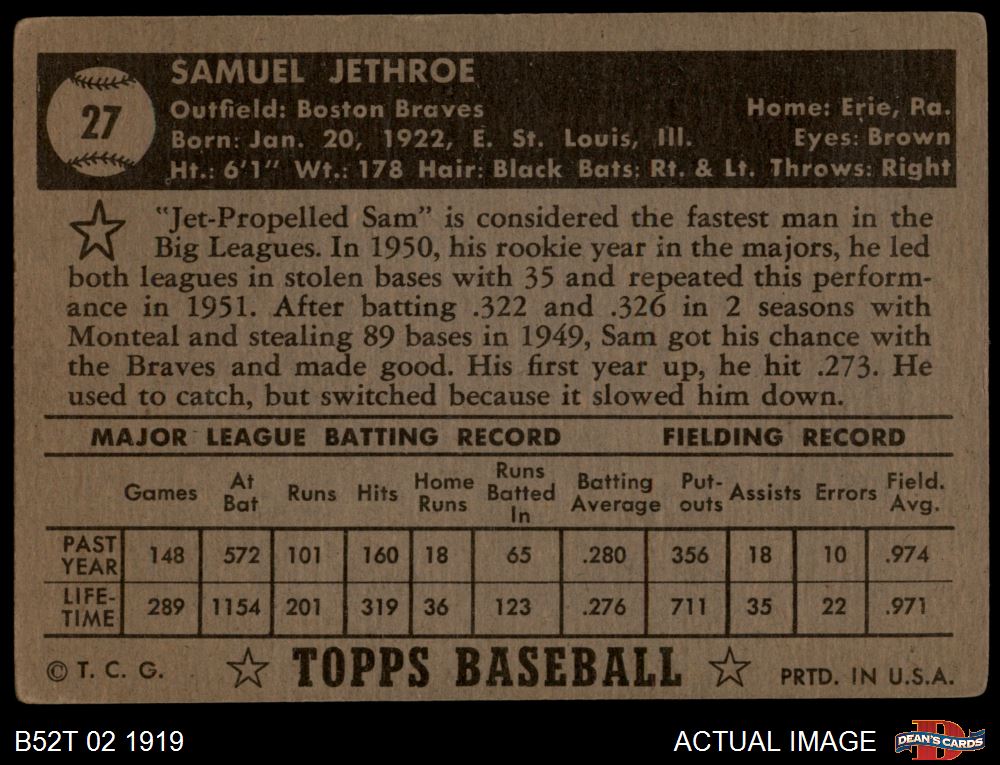 27
SAMUEL JETHROE
Outfield: Boston Braves Home: Erie, Pa.
Born: Jan. 20, 1922, E. St. Louis, Ill. Eyes: Brown
Ht.: 6'1" Wt.: 178 Hair: Black Bats: Rt. & Lt. Throws: Right
"Jet-Propelled Sam" is considered the fastest man in the
Big Leagues. In 1950, his rookie year in the majors, he led
both leagues in stolen bases with 35 and repeated this perform-
ance in 1951. After batting .322 and .326 in 2 seasons with
Monteal and stealing 89 bases in 1949, Sam got his chance with
the Braves and made good. His first year up, he hit .273. He
used to catch, but switched because it slowed him down.
MAJOR LEAGUE BATTING RECORD FIELDING RECORD
Games At Bat Runs Hits Home Runs Runs Batted In Batting Average Put-outs Assists Errors Field. Avg.
PAST YEAR 148 572 101 160 18 65 .280 356 18 10 .974
LIFE-TIME 289 1154 201 319 36 123 .276 711 35 22 .971
© T. C. G. TOPPS BASEBALL PRTD. IN U.S.A.
B52T 02 1919 ACTUAL IMAGE DEAN'S CARDS